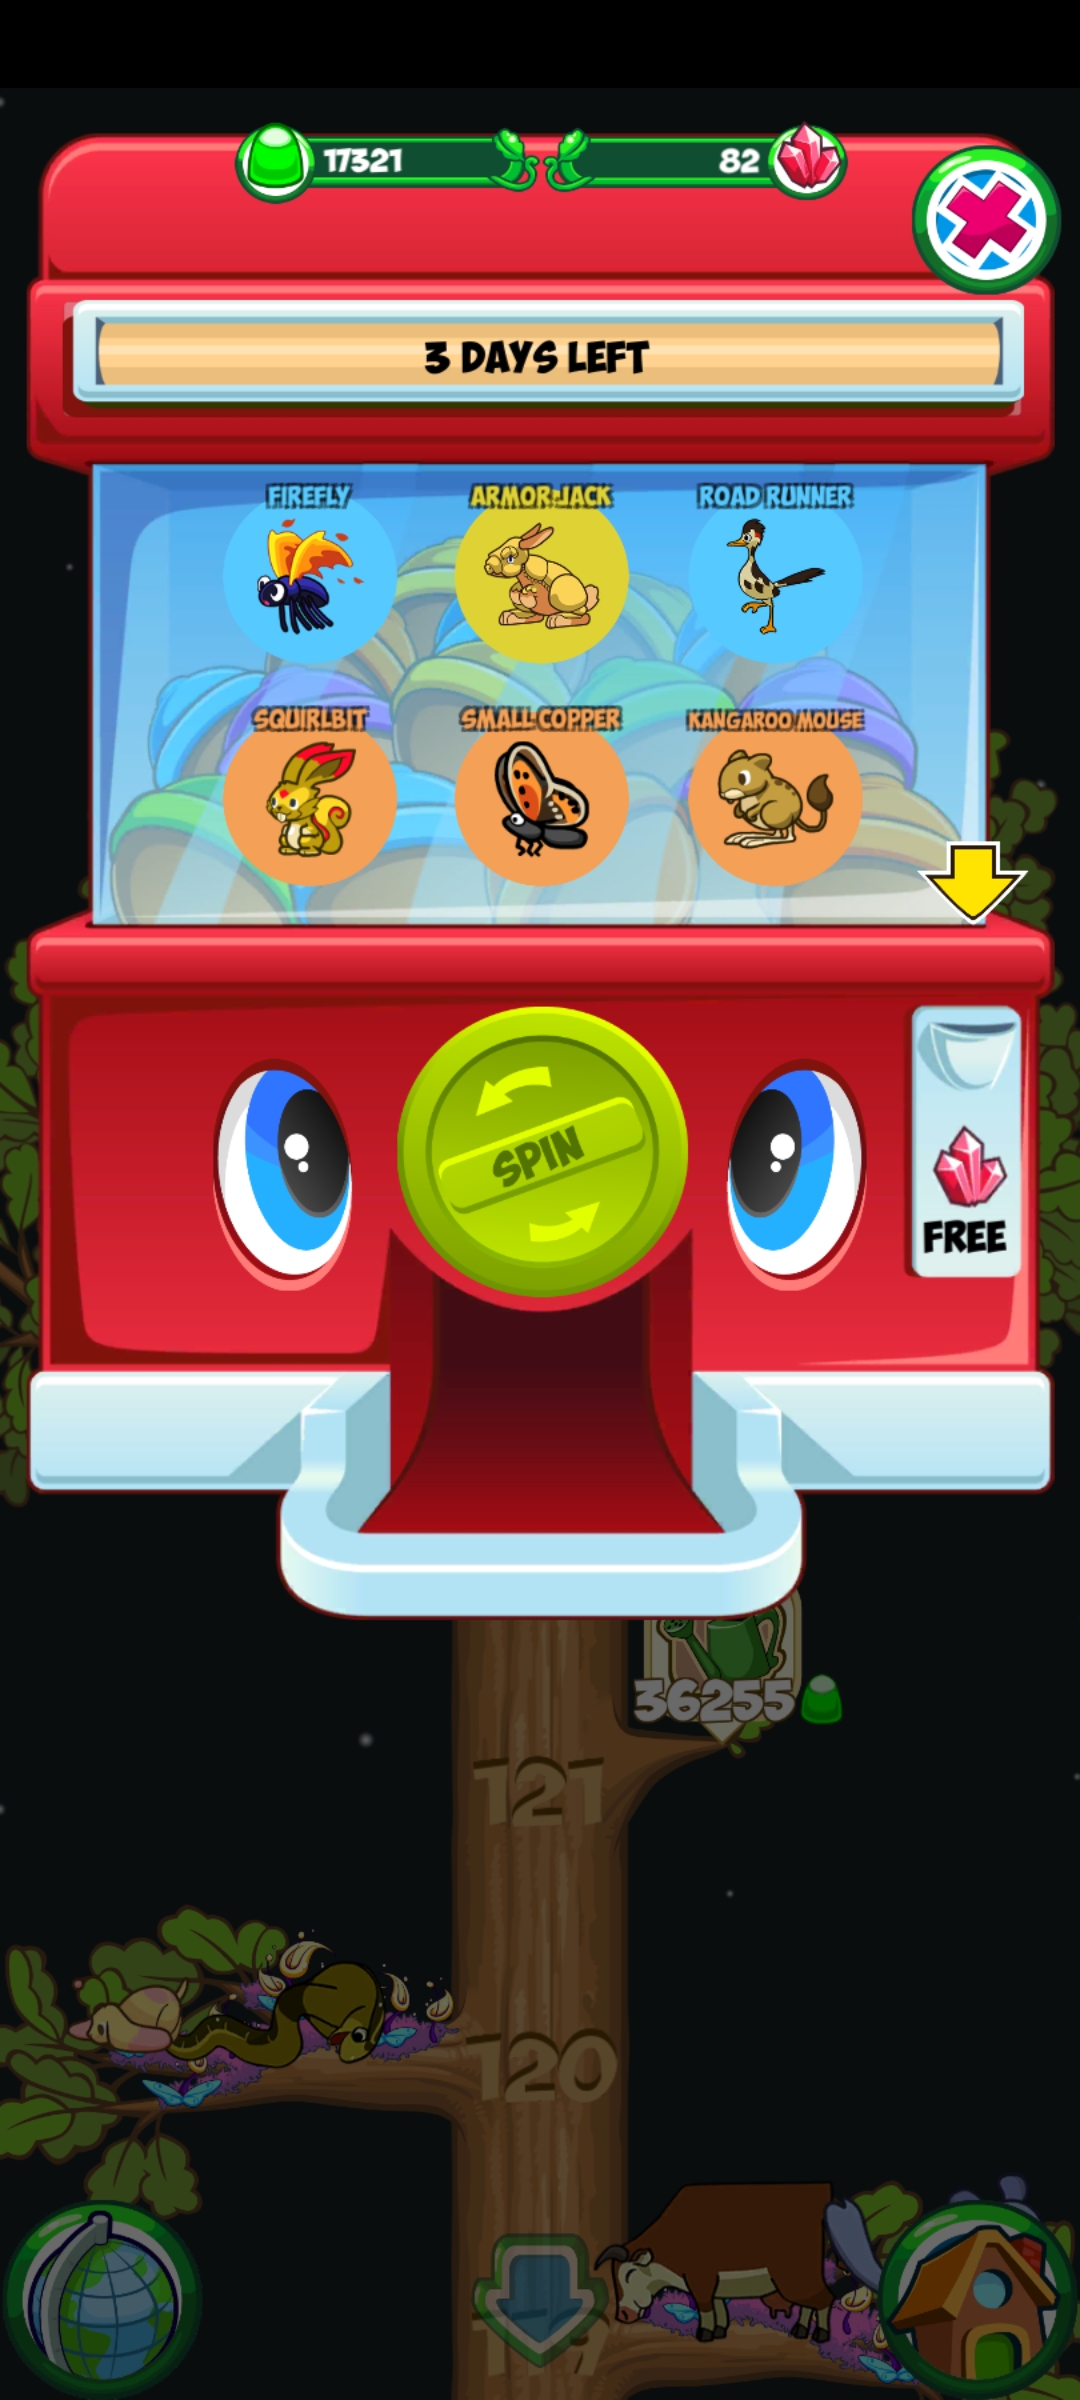 17321
82
3 DAYS LEFT
FIREFLY
ARMOR-JACK
ROAD RUNNER
SQUIRLBIT
SMALL COPPER
KANGAROO MOUSE
SPIN
FREE
36255
121
120